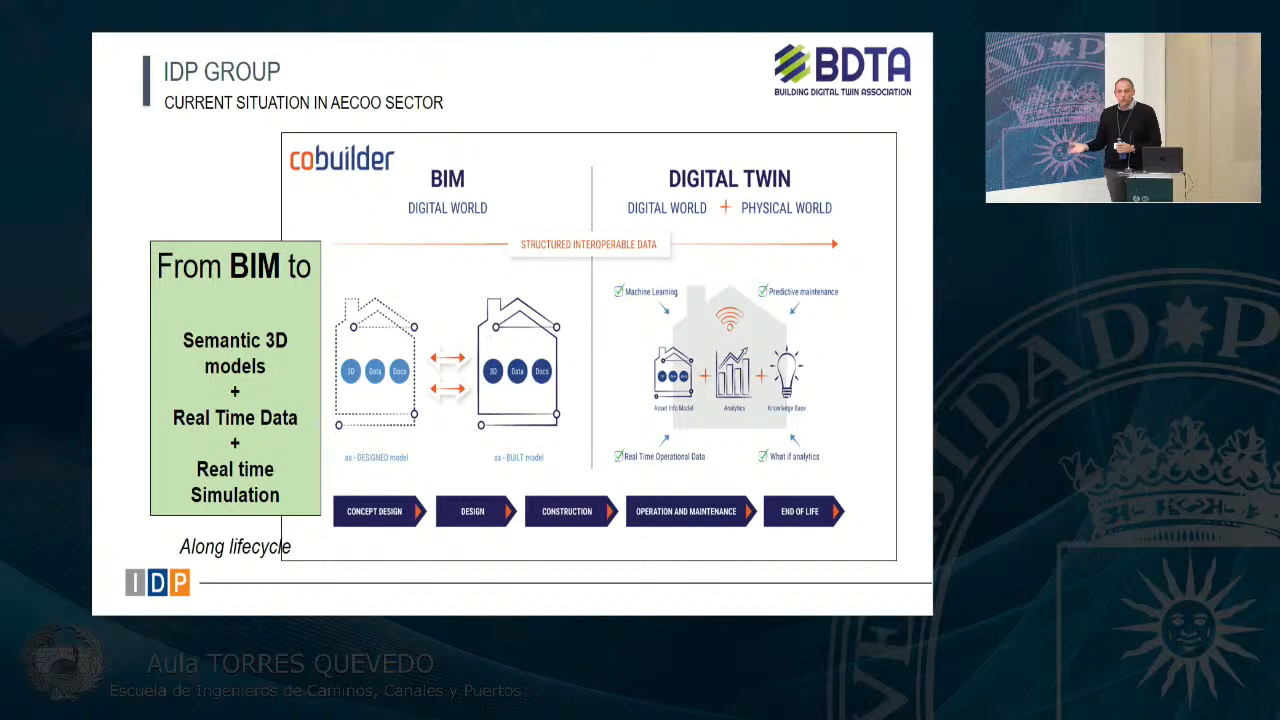 IDP GROUP
CURRENT SITUATION IN AECOO SECTOR
BDTA
BUILDING DIGITAL TWIN ASSOCIATION
cobuilder
BIM
DIGITAL WORLD
DIGITAL TWIN
DIGITAL WORLD + PHYSICAL WORLD
STRUCTURED INTEROPERABLE DATA
From BIM to
Semantic 3D
models
+
Real Time Data
+
Real time
Simulation
Along lifecycle
3D Data Docs
as - DESIGNED model
3D Data Docs
as - BUILT model
Machine Learning
Predictive maintenance
+ +
Asset Info Model
Analytics
Knowledge Base
Real Time Operational Data
What if analytics
CONCEPT DESIGN
DESIGN
CONSTRUCTION
OPERATION AND MAINTENANCE
END OF LIFE
IDP
Aula TORRES QUEVEDO
Escuela de Ingenieros de Caminos, Canales y Puertos